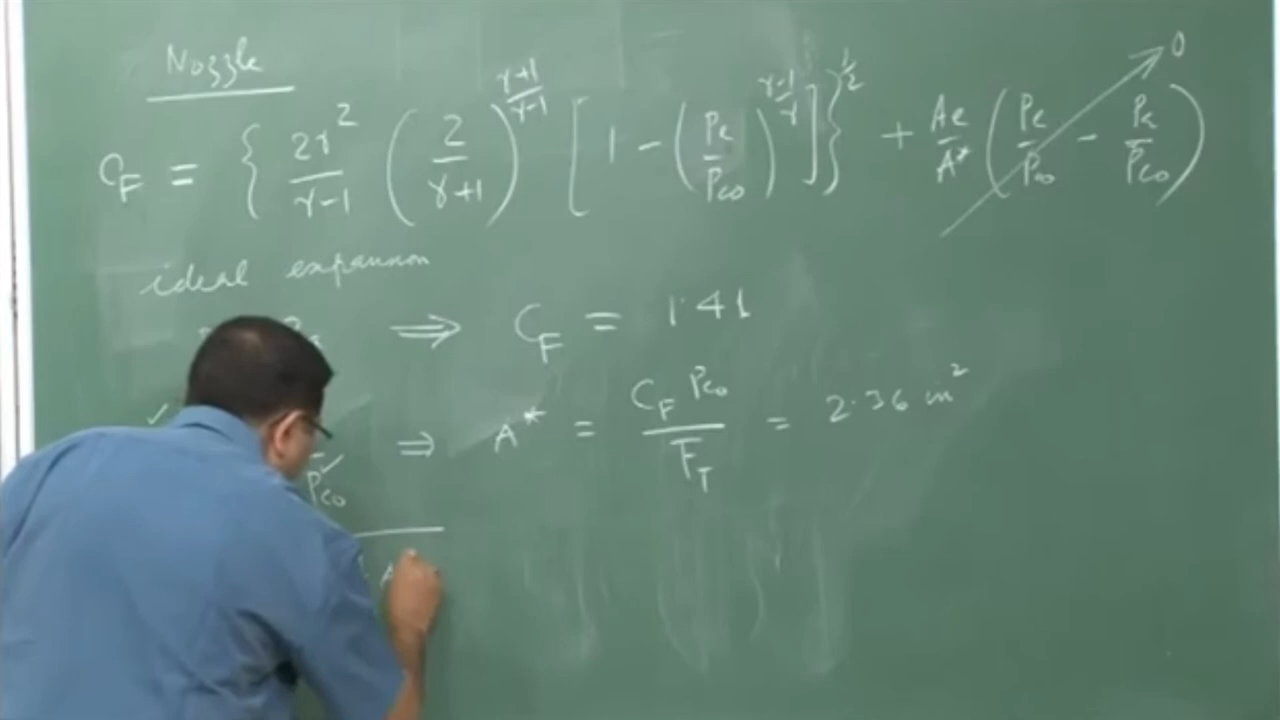 Nozzle
C_F = { 2γ²/(γ-1) (2/(γ+1))^((γ+1)/(γ-1)) [ 1 - (Pe/Pco)^((γ-1)/γ) ] }^(1/2) + Ae/A* (Pe/Pco - Pa/Pco) → 0
ideal expansion
⇒ C_F = 1.41
✓ Pco ✓ ⇒ A* = C_F Pco / F_T = 2.36 m²